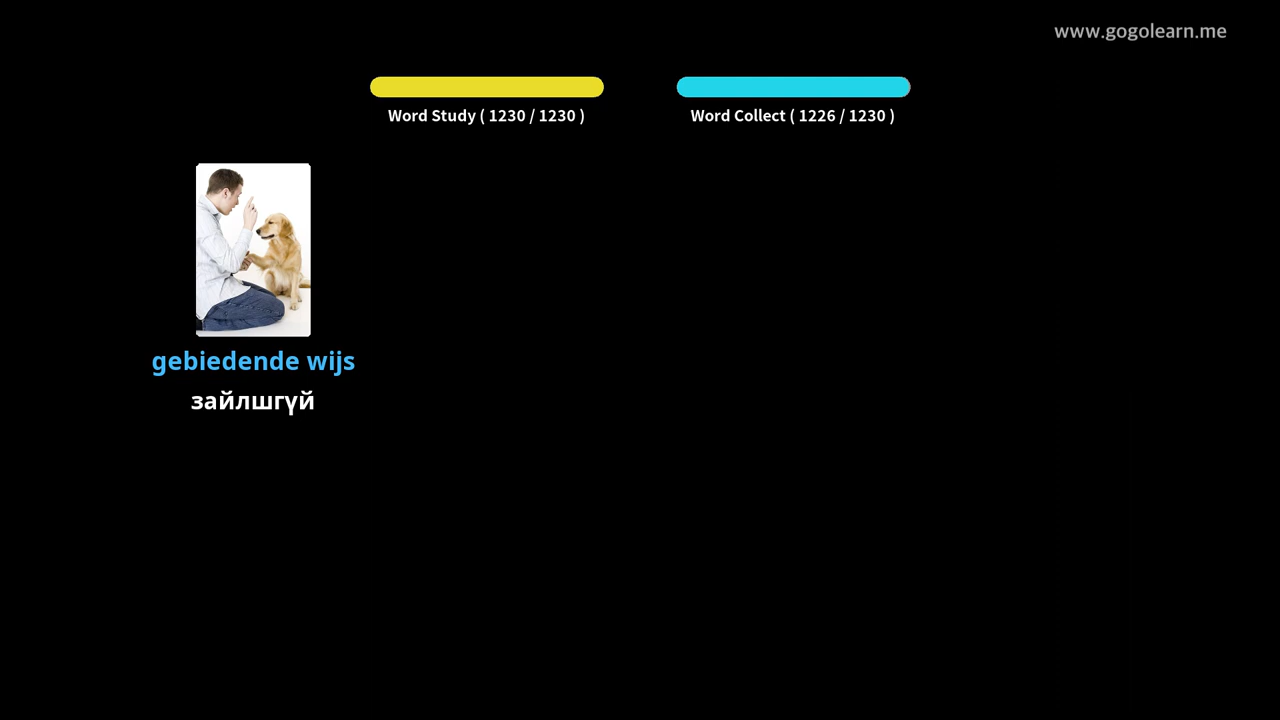 www.gogolearn.me
Word Study ( 1230 / 1230 )
Word Collect ( 1226 / 1230 )
gebiedende wijs
зайлшгүй